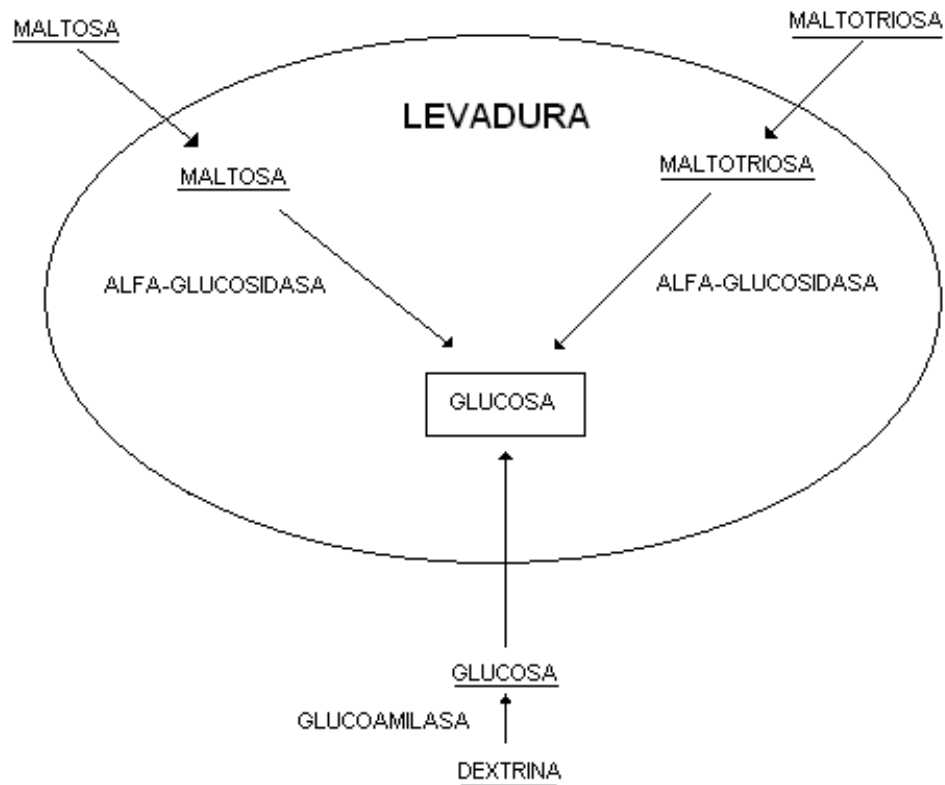 MALTOSA
MALTOTRIOSA
LEVADURA
MALTOSA
MALTOTRIOSA
ALFA-GLUCOSIDASA
ALFA-GLUCOSIDASA
GLUCOSA
GLUCOSA
GLUCOAMILASA
DEXTRINA